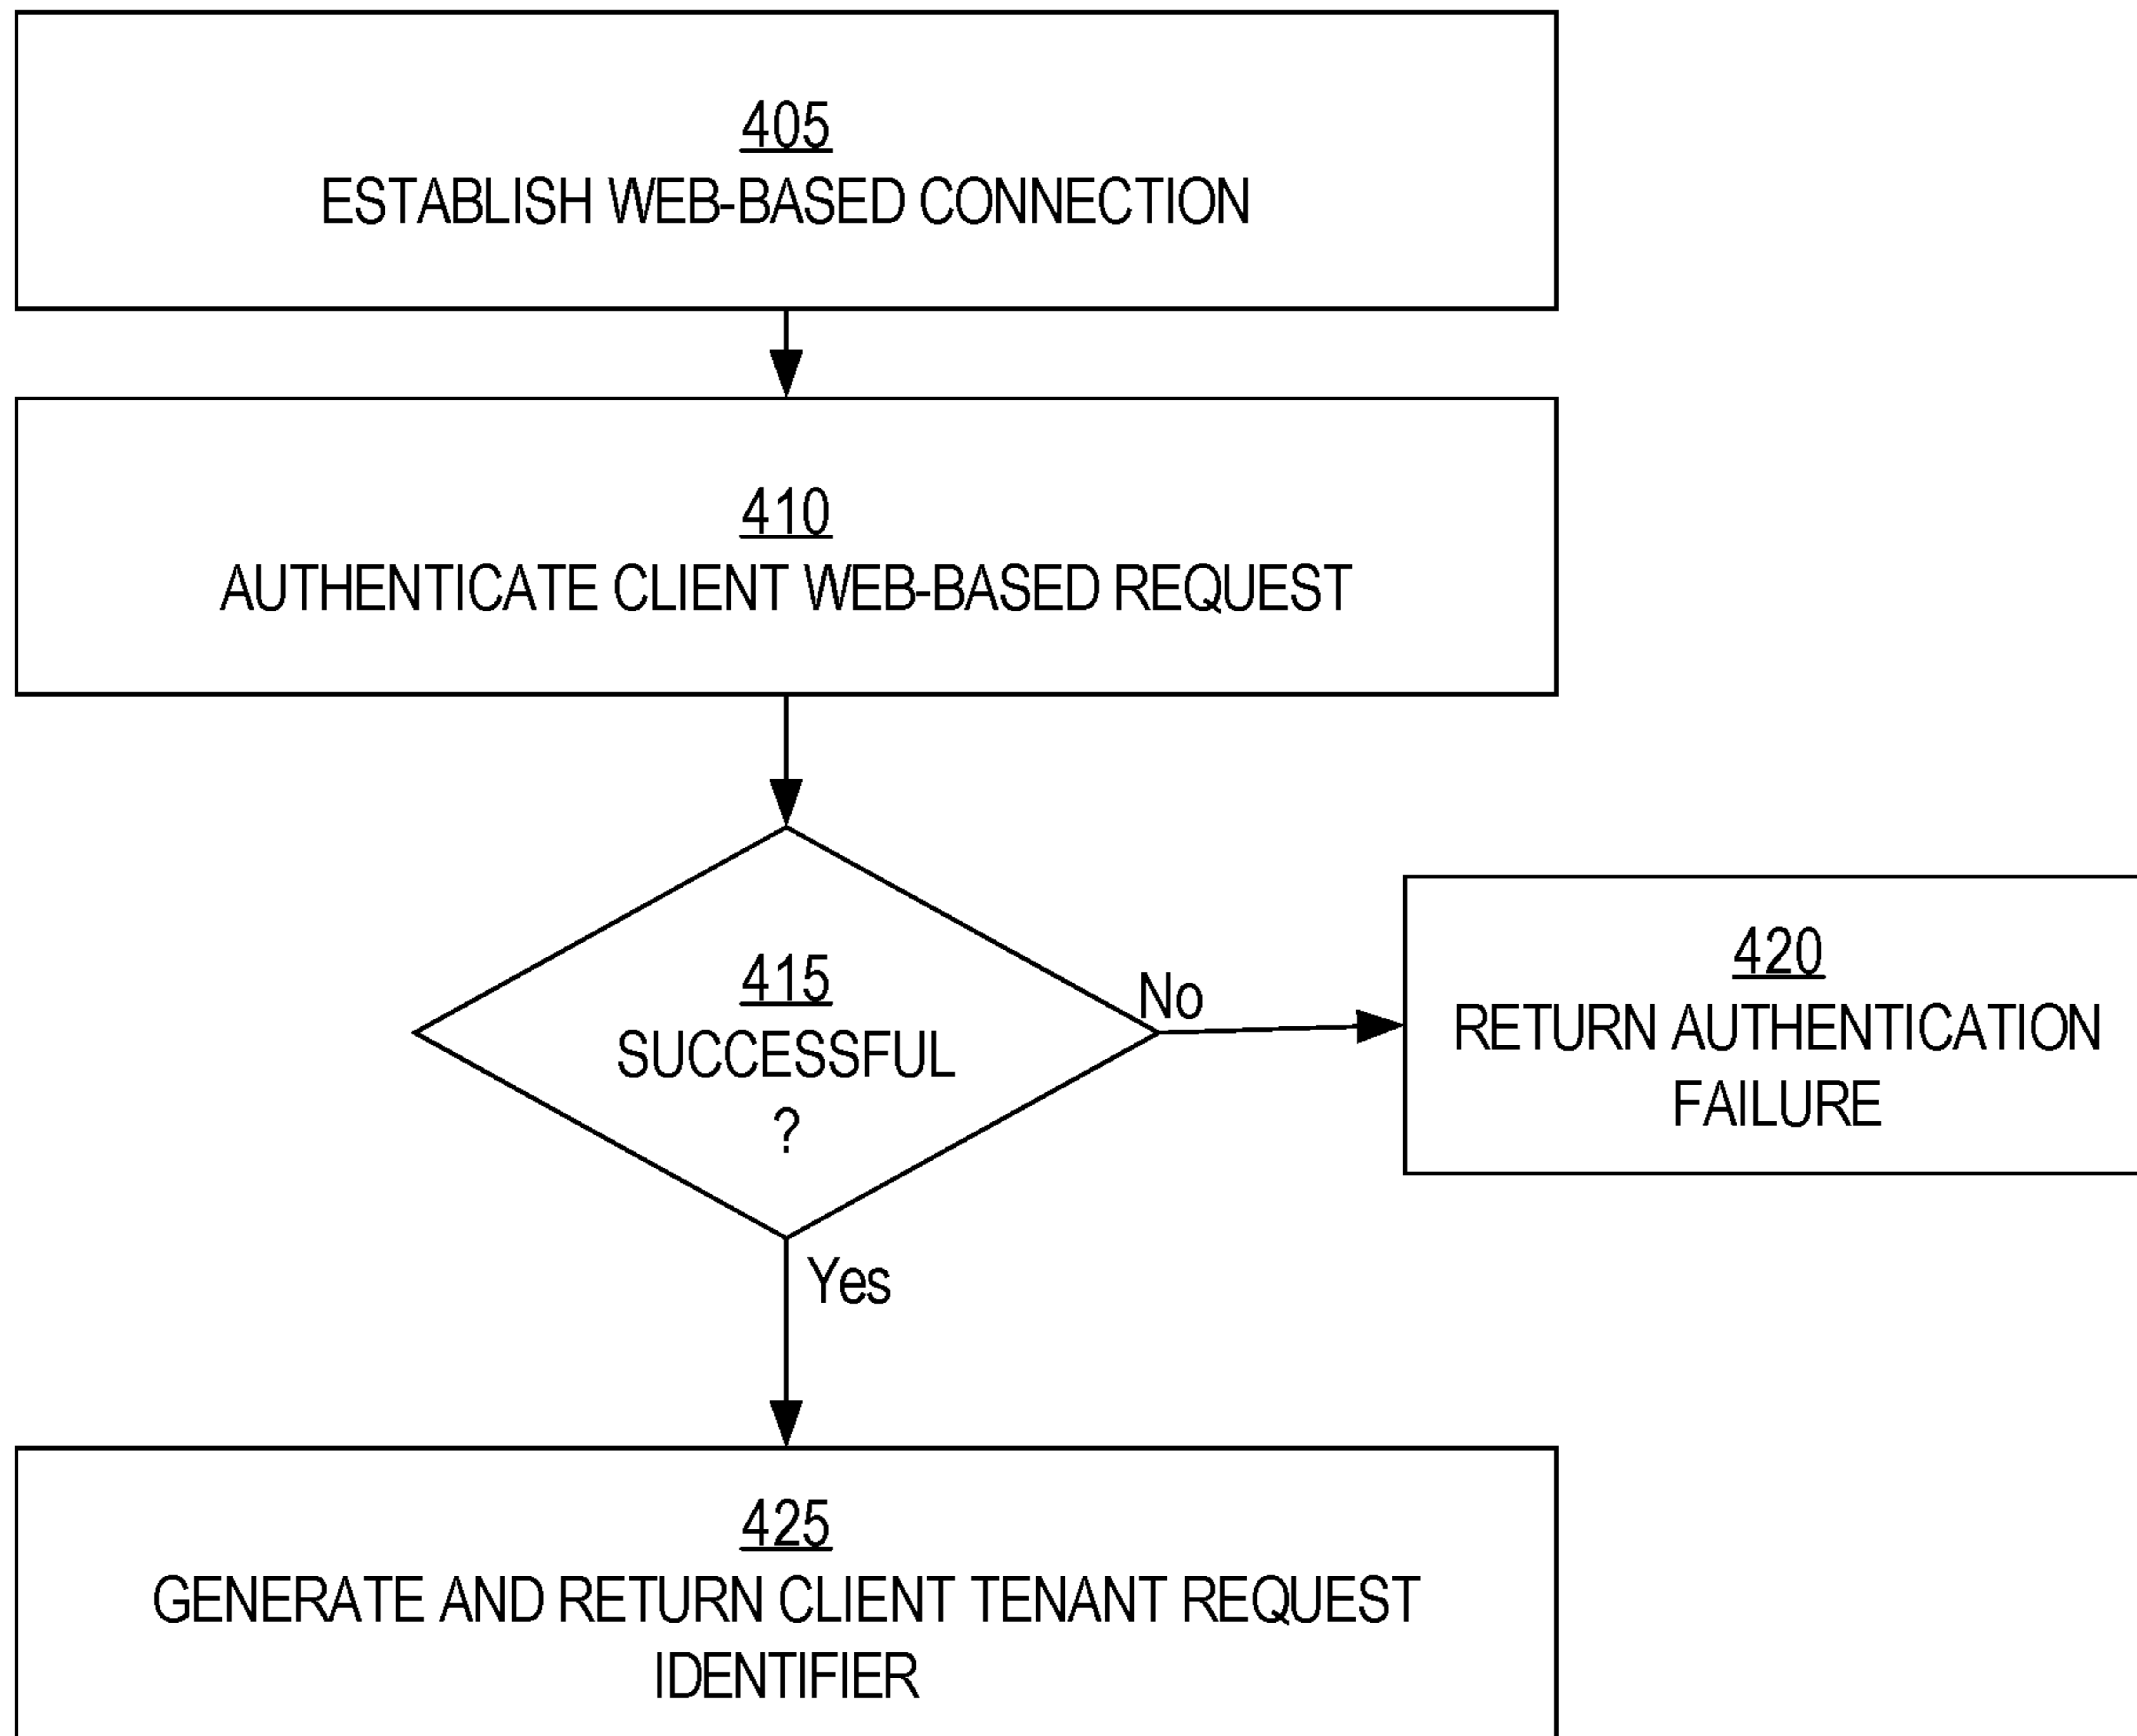 405
ESTABLISH WEB-BASED CONNECTION
410
AUTHENTICATE CLIENT WEB-BASED REQUEST
415
SUCCESSFUL
?
No
420
RETURN AUTHENTICATION
FAILURE
Yes
425
GENERATE AND RETURN CLIENT TENANT REQUEST
IDENTIFIER